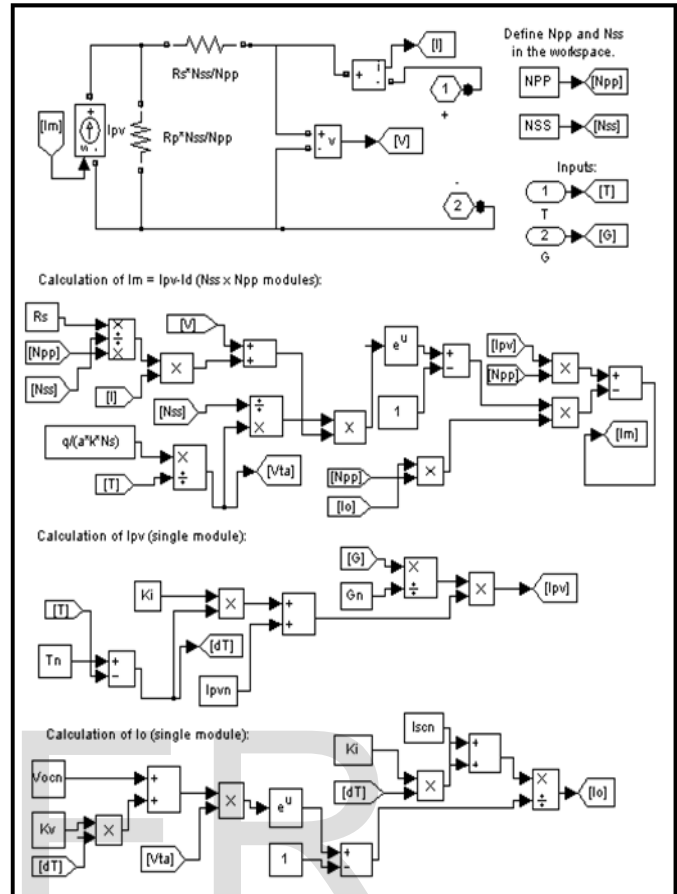 [I]
Define Npp and Nss
in the workspace.
Rs*Nss/Npp
+
i
-
1
+
NPP
[Npp]
[Im]
+
s
-
Ipv
Rp*Nss/Npp
+
-
v
[V]
NSS
[Nss]
Inputs:
-
2
1
[T]
T
2
[G]
G
Calculation of Im = Ipv-Id (Nss x Npp modules):
Rs
[Npp]
[Nss]
×
÷
×
[I]
×
[V]
+
+
e^u
+
−
[Ipv]
[Npp]
×
+
−
[Nss]
÷
×
×
1
×
[Im]
q/(a*k*Ns)
[T]
×
÷
[Vta]
[Npp]
[Io]
×
Calculation of Ipv (single module):
[G]
Gn
×
÷
×
[Ipv]
Ki
×
+
+
[T]
Tn
+
−
[dT]
Ipvn
Calculation of Io (single module):
Iscn
Ki
+
+
[dT]
×
×
÷
[Io]
Vocn
+
+
×
e^u
Kv
[dT]
×
[Vta]
1
+
−
FR